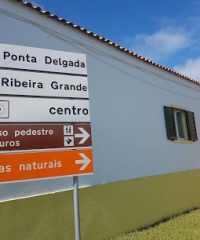 Ponta Delgada
Ribeira Grande
centro
so pedestre
uros
as naturais